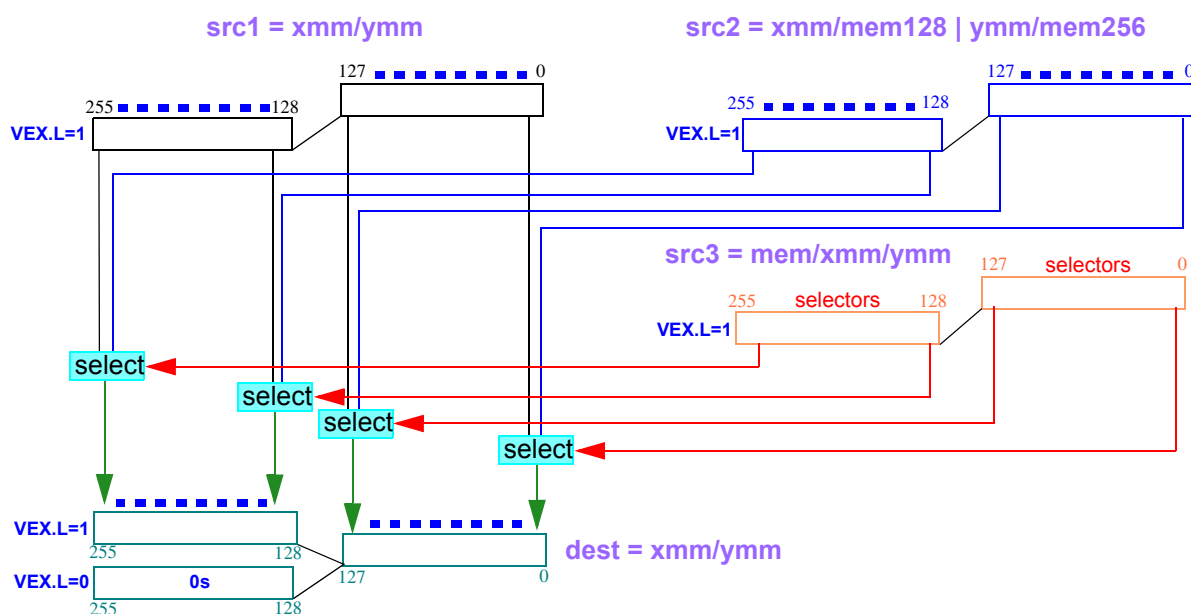 src1 = xmm/ymm
src2 = xmm/mem128 | ymm/mem256
127 0
127 0
255 128
255 128
VEX.L=1
VEX.L=1
src3 = mem/xmm/ymm
127 selectors 0
255 selectors 128
VEX.L=1
select
select
select
select
VEX.L=1
255 128
dest = xmm/ymm
127 0
VEX.L=0 0s
255 128